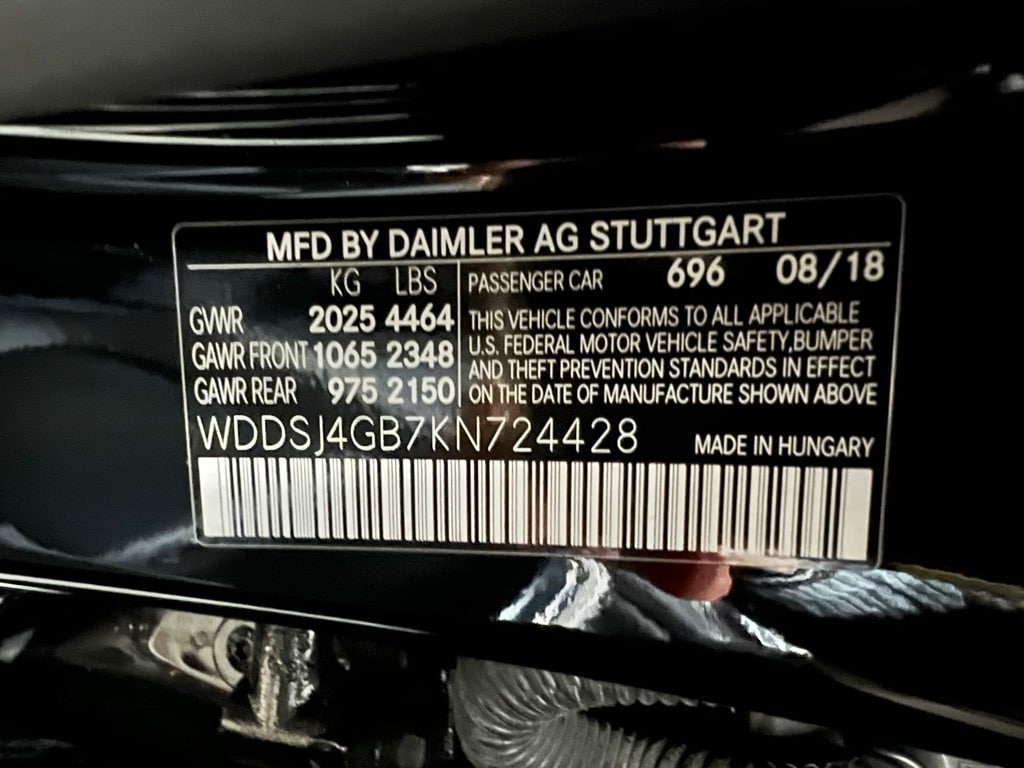 MFD BY DAIMLER AG STUTTGART
KG LBS
GVWR 2025 4464
GAWR FRONT 1065 2348
GAWR REAR 975 2150
PASSENGER CAR 696 08/18
THIS VEHICLE CONFORMS TO ALL APPLICABLE
U.S. FEDERAL MOTOR VEHICLE SAFETY,BUMPER
AND THEFT PREVENTION STANDARDS IN EFFECT
ON THE DATE OF MANUFACTURE SHOWN ABOVE
WDDSJ4GB7KN724428 MADE IN HUNGARY